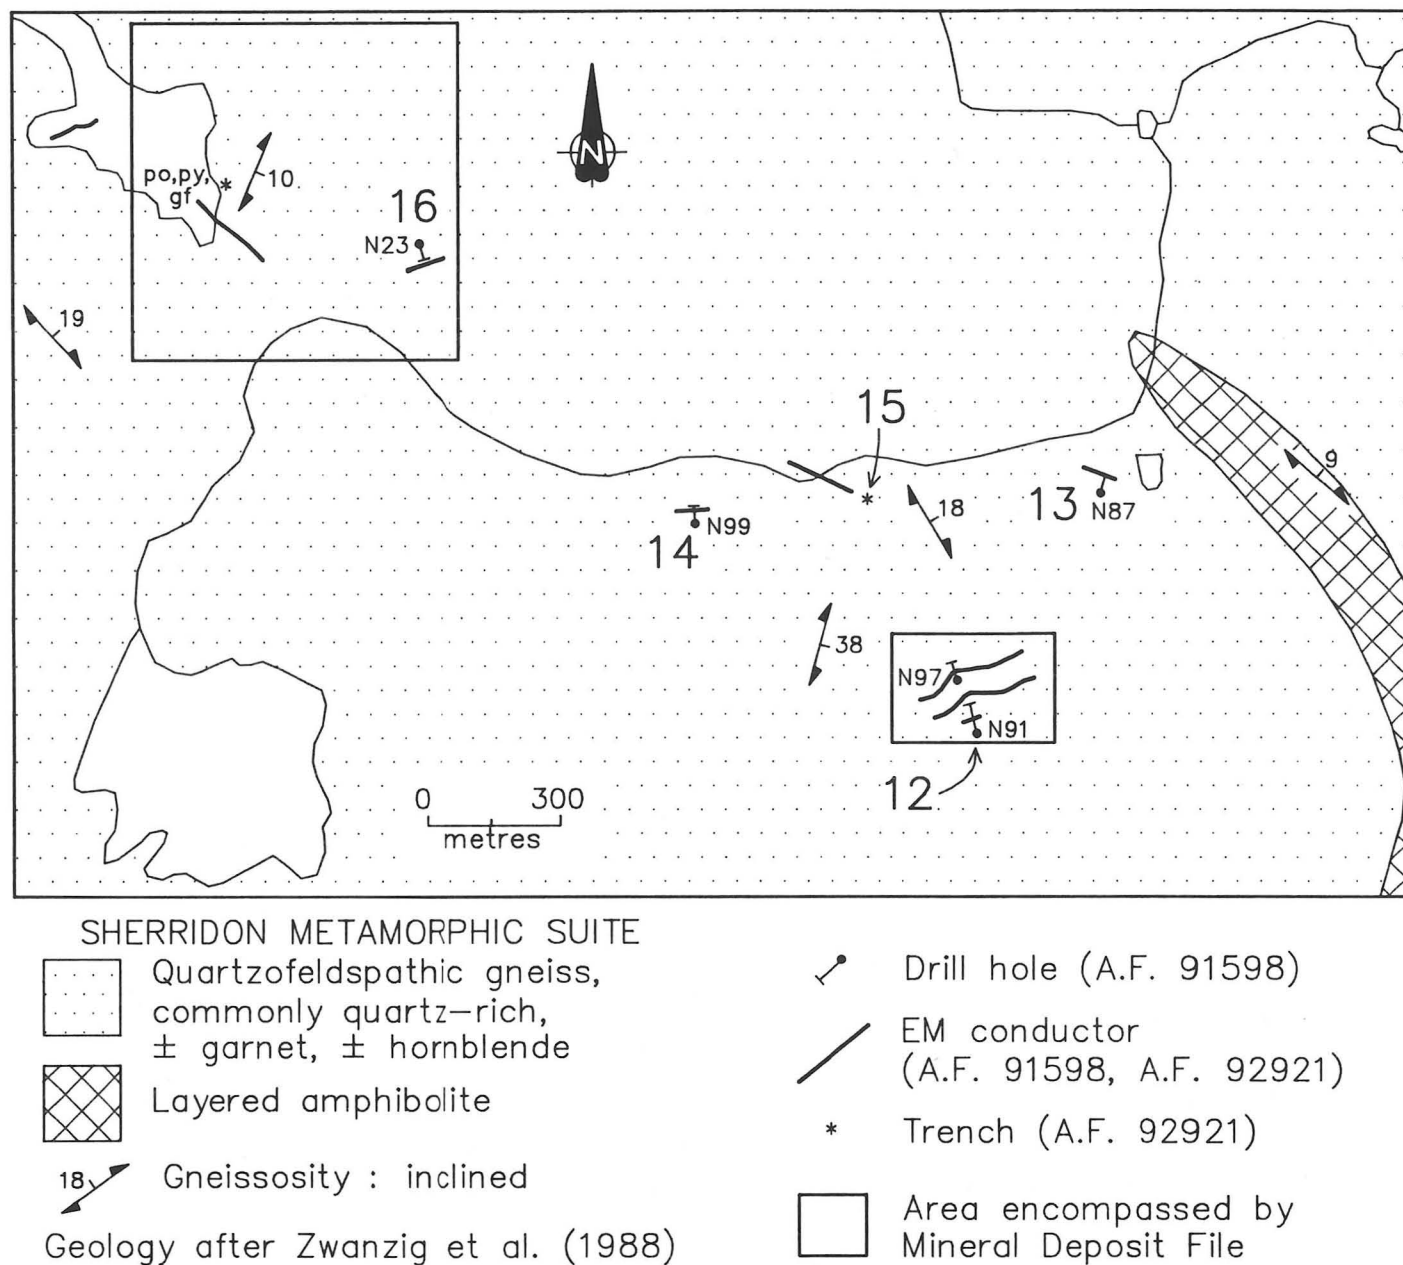 po,py,
gf
10
16
N23
N
19
15
9
13
N87
18
N99
14
38
N97
N91
12
0 300
metres
SHERRIDON METAMORPHIC SUITE
Quartzofeldspathic gneiss,
commonly quartz-rich,
± garnet, ± hornblende
Layered amphibolite
18 Gneissosity : inclined
Geology after Zwanzig et al. (1988)
Drill hole (A.F. 91598)
EM conductor
(A.F. 91598, A.F. 92921)
* Trench (A.F. 92921)
Area encompassed by
Mineral Deposit File